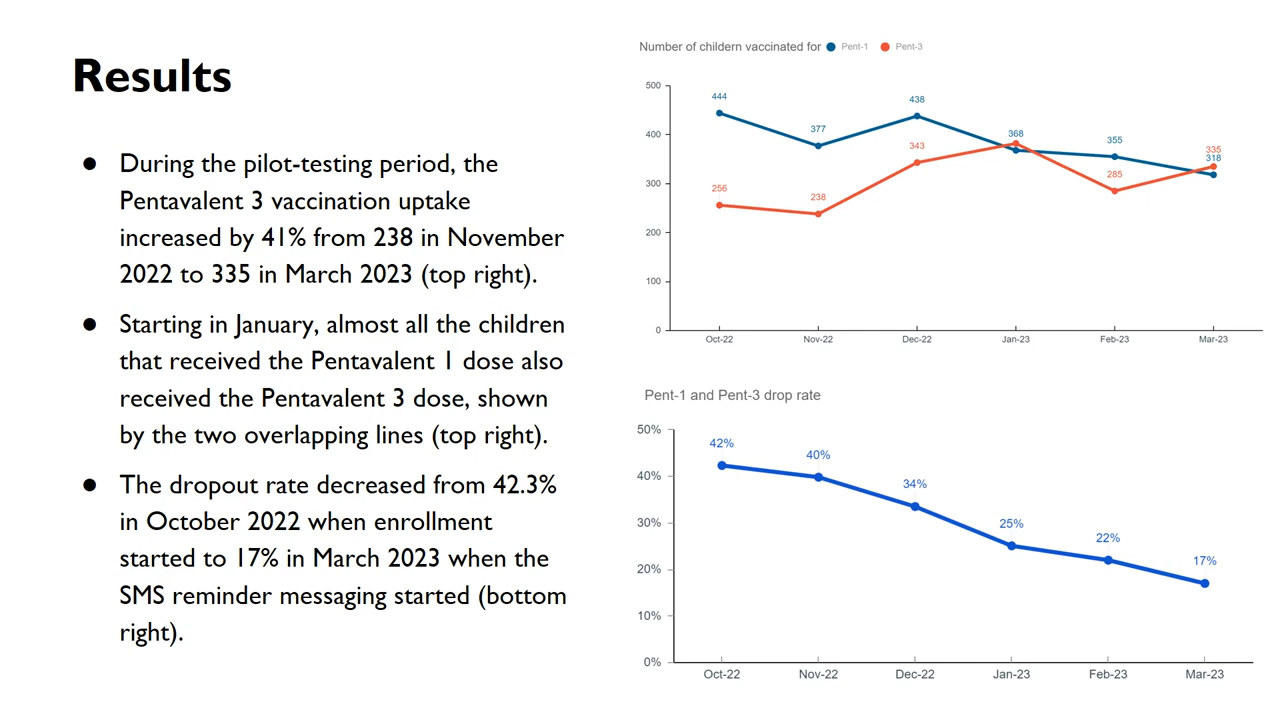 Results
● During the pilot-testing period, the
Pentavalent 3 vaccination uptake
increased by 41% from 238 in November
2022 to 335 in March 2023 (top right).
● Starting in January, almost all the children
that received the Pentavalent 1 dose also
received the Pentavalent 3 dose, shown
by the two overlapping lines (top right).
● The dropout rate decreased from 42.3%
in October 2022 when enrollment
started to 17% in March 2023 when the
SMS reminder messaging started (bottom
right).
Number of childern vaccinated for Pent-1 Pent-3
500
400
300
200
100
0
444
377
438
368
355
318
256
238
343
285
335
Oct-22 Nov-22 Dec-22 Jan-23 Feb-23 Mar-23
Pent-1 and Pent-3 drop rate
50%
40%
30%
20%
10%
0%
42%
40%
34%
25%
22%
17%
Oct-22 Nov-22 Dec-22 Jan-23 Feb-23 Mar-23